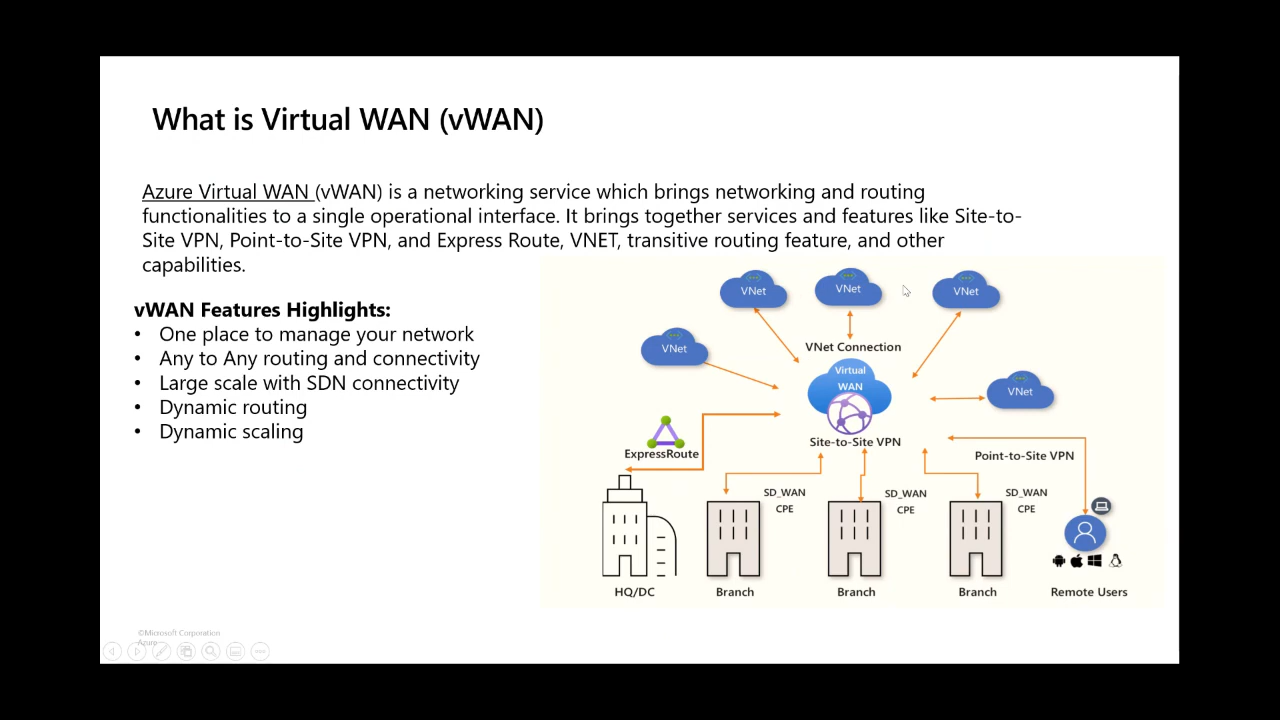 What is Virtual WAN (vWAN)
Azure Virtual WAN (vWAN) is a networking service which brings networking and routing
functionalities to a single operational interface. It brings together services and features like Site-to-
Site VPN, Point-to-Site VPN, and Express Route, VNET, transitive routing feature, and other
capabilities.
vWAN Features Highlights:
• One place to manage your network
• Any to Any routing and connectivity
• Large scale with SDN connectivity
• Dynamic routing
• Dynamic scaling
VNet
VNet
VNet
VNet
VNet Connection
Virtual
WAN
VNet
Site-to-Site VPN
ExpressRoute
Point-to-Site VPN
SD_WAN
CPE
SD_WAN
CPE
SD_WAN
CPE
HQ/DC
Branch
Branch
Branch
Remote Users
©Microsoft Corporation
Azure